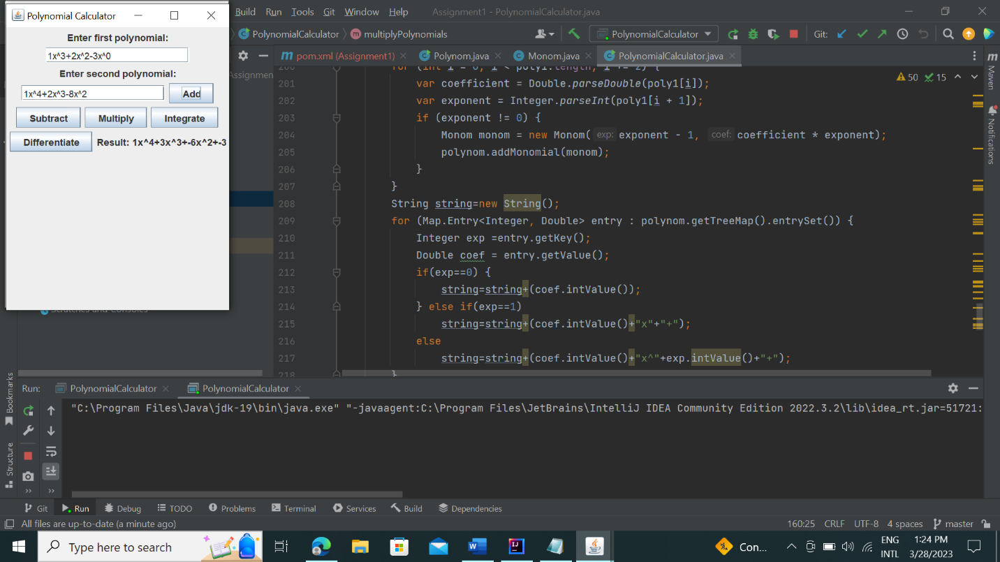 Polynomial Calculator
Enter first polynomial:
1x^3+2x^2-3x^0
Enter second polynomial:
1x^4+2x^3-8x^2 Add
Subtract Multiply Integrate
Differentiate Result: 1x^4+3x^3+-6x^2+-3
Build Run Tools Git Window Help Assignment1 - PolynomialCalculator.java
PolynomialCalculator multiplyPolynomials PolynomialCalculator Git:
pom.xml (Assignment1) Polynom.java Monom.java PolynomialCalculator.java
Assignmen
50 15
Maven
Notifications
200 for (int i = 0; i < poly1.length; i += 2) {
201 var coefficient = Double.parseDouble(poly1[i]);
202 var exponent = Integer.parseInt(poly1[i + 1]);
203 if (exponent != 0) {
204 Monom monom = new Monom( exp: exponent - 1, coef: coefficient * exponent);
205 polynom.addMonomial(monom);
206 }
207 }
208 String string=new String();
209 for (Map.Entry<Integer, Double> entry : polynom.getTreeMap().entrySet()) {
210 Integer exp =entry.getKey();
211 Double coef = entry.getValue();
212 if(exp==0) {
213 string=string+(coef.intValue());
214 } else if(exp==1)
215 string=string+(coef.intValue()+"x"+"+");
216 else
217 string=string+(coef.intValue()+"x^"+exp.intValue()+"+");
218 }
Scratches and Consoles
Bookmarks
Structure
Run: PolynomialCalculator PolynomialCalculator
"C:\Program Files\Java\jdk-19\bin\java.exe" "-javaagent:C:\Program Files\JetBrains\IntelliJ IDEA Community Edition 2022.3.2\lib\idea_rt.jar=51721:
Git Run Debug TODO Problems Terminal Services Build Dependencies
All files are up-to-date (a minute ago) 160:25 CRLF UTF-8 4 spaces master
Type here to search Con... ENG 1:24 PM
INTL 3/28/2023